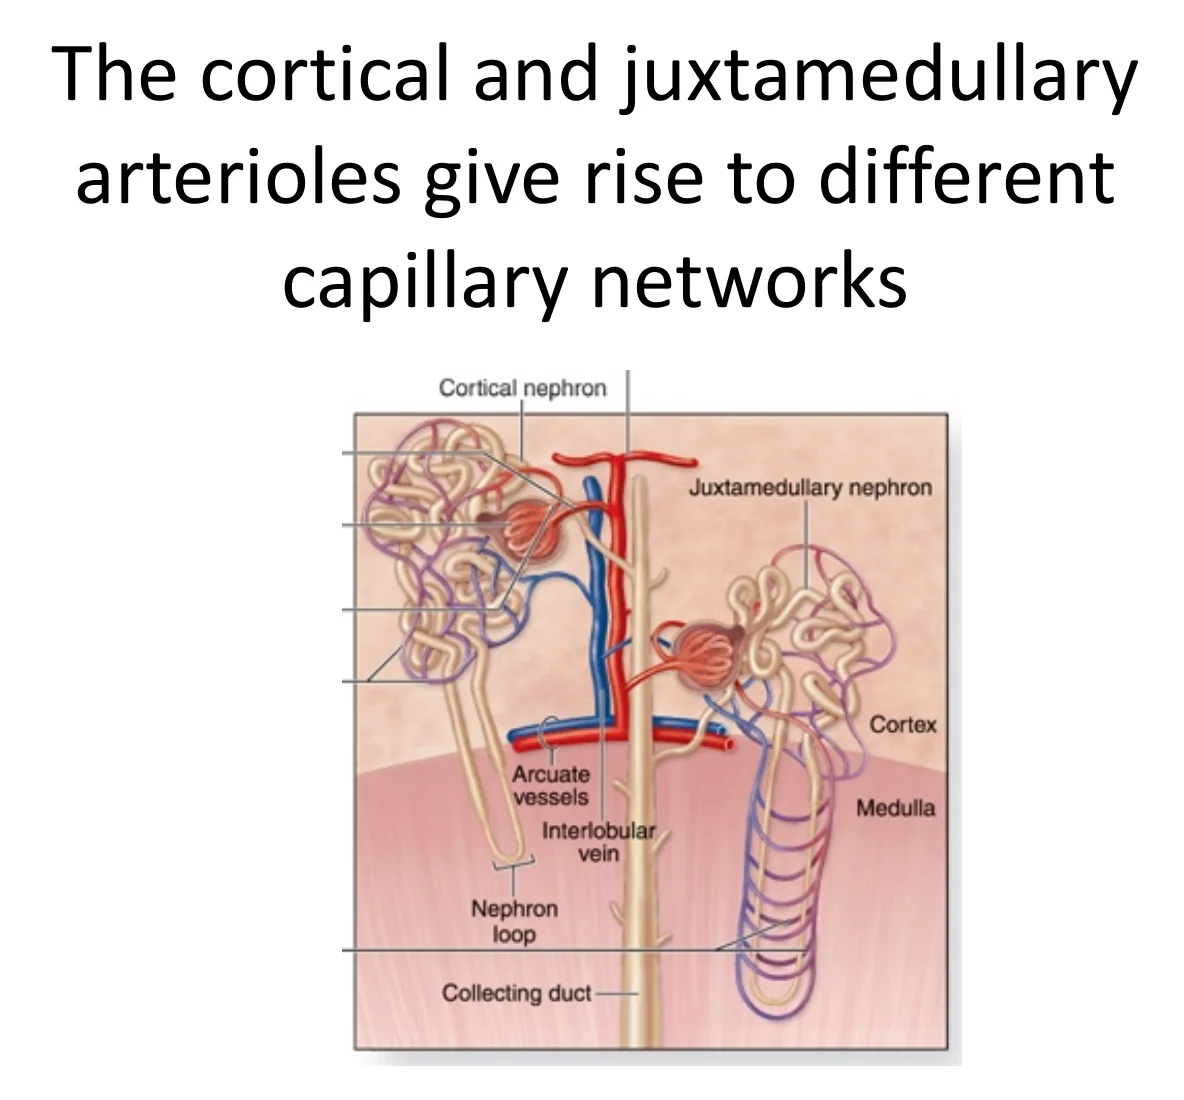 The cortical and juxtamedullary
arterioles give rise to different
capillary networks
Cortical nephron
Juxtamedullary nephron
Cortex
Arcuate
vessels
Medulla
Interlobular
vein
Nephron
loop
Collecting duct